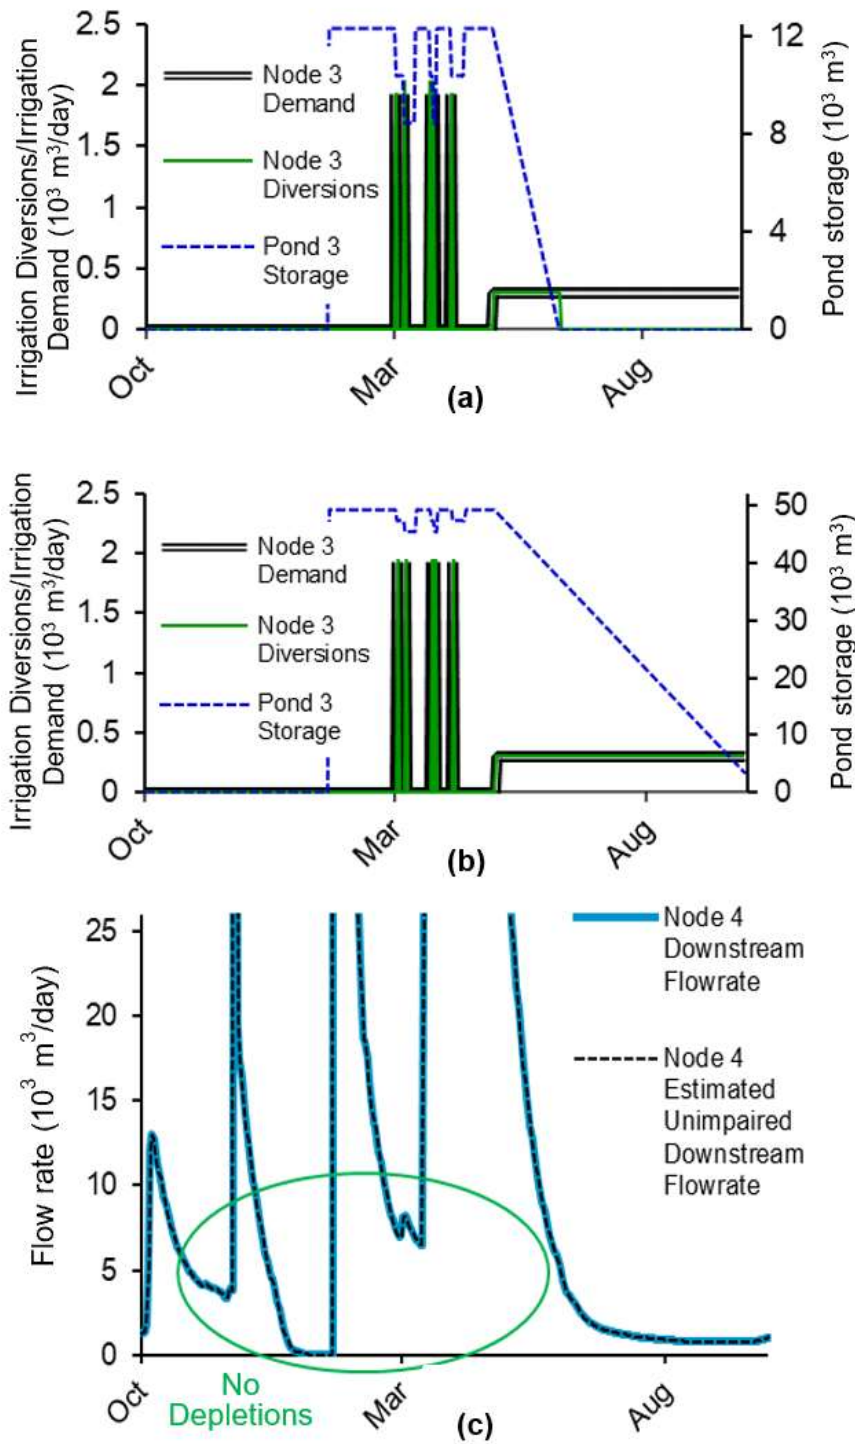 Irrigation Diversions/Irrigation
Demand (10³ m³/day)
2.5
2
1.5
1
0.5
0
Node 3
Demand
Node 3
Diversions
Pond 3
Storage
12
8
4
0
Pond storage (10³ m³)
Oct
Mar
Aug
(a)
Irrigation Diversions/Irrigation
Demand (10³ m³/day)
2.5
2
1.5
1
0.5
0
Node 3
Demand
Node 3
Diversions
Pond 3
Storage
50
40
30
20
10
0
Pond storage (10³ m³)
Oct
Mar
Aug
(b)
Flow rate (10³ m³/day)
25
20
15
10
5
0
Node 4
Downstream
Flowrate
Node 4
Estimated
Unimpaired
Downstream
Flowrate
No
Depletions
Oct
Mar
Aug
(c)